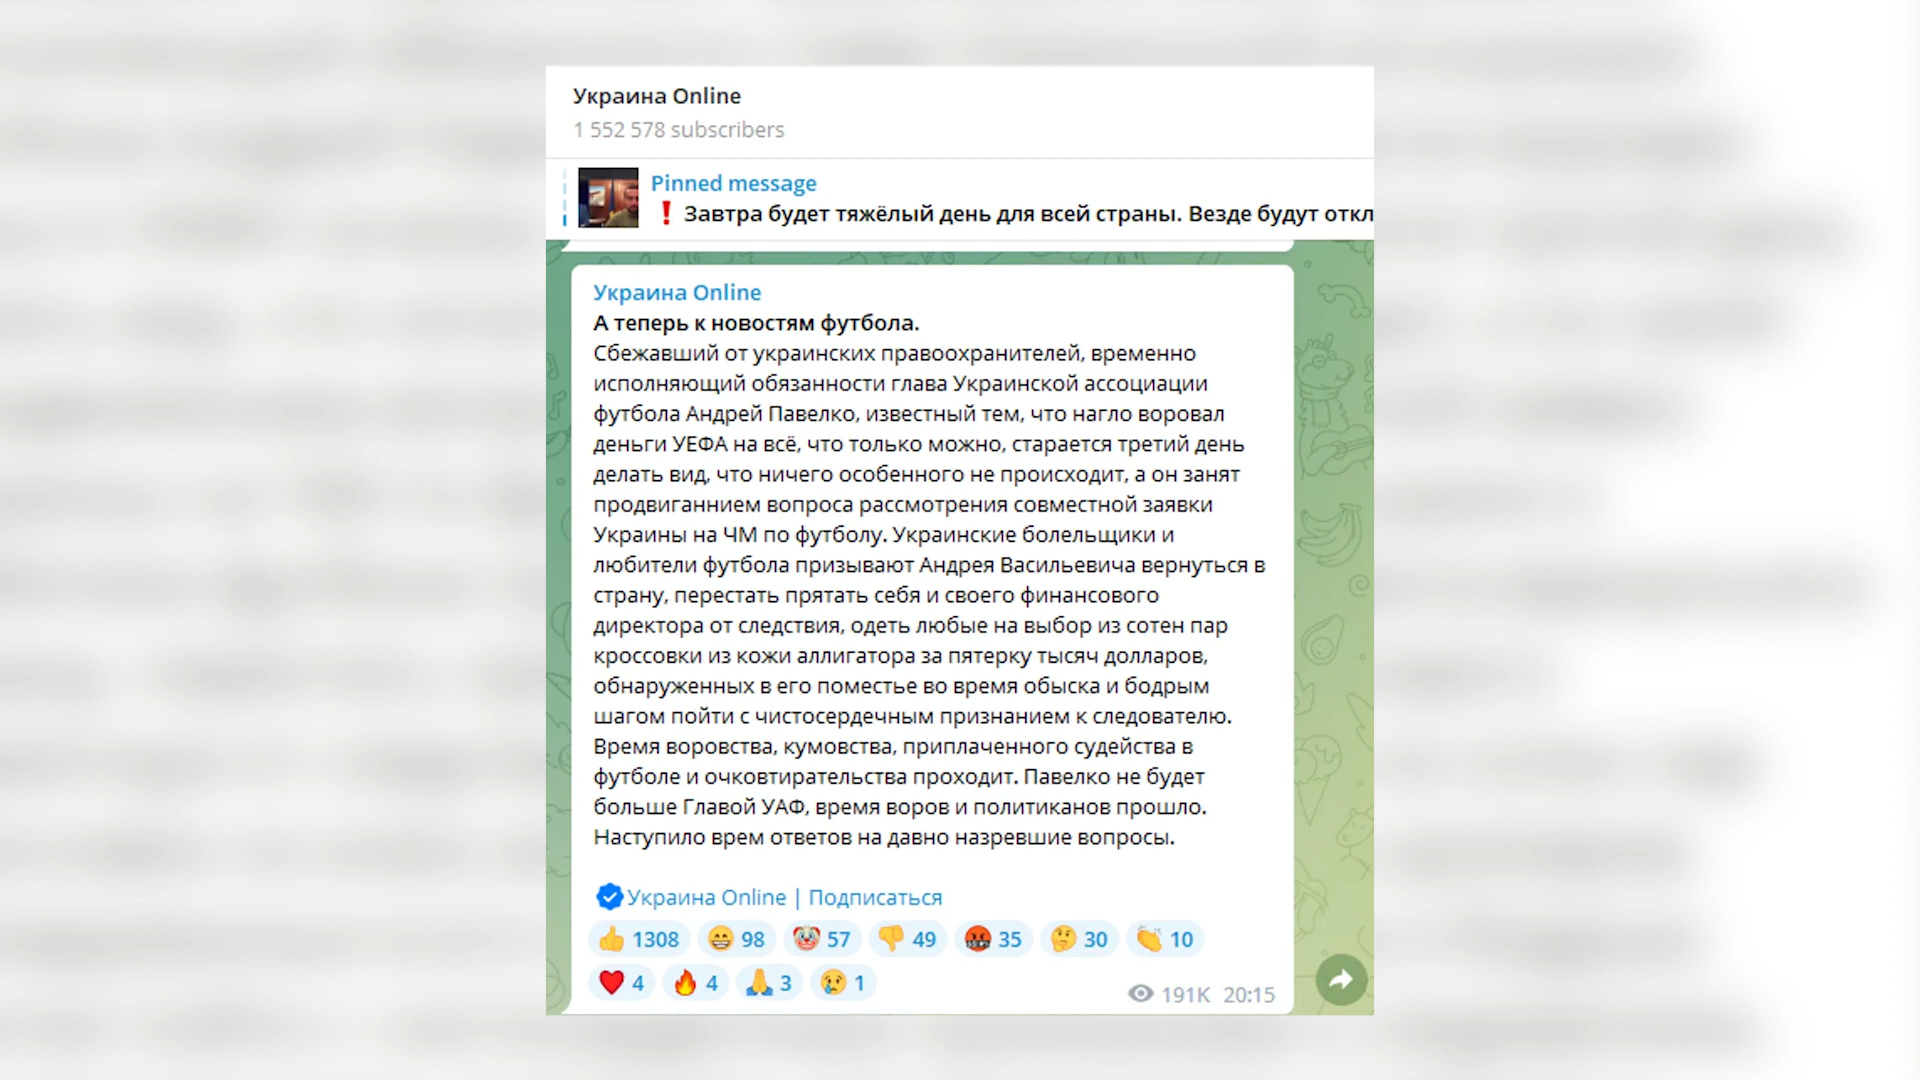 Украина Online
1 552 578 subscribers
Pinned message
❗ Завтра будет тяжёлый день для всей страны. Везде будут откл
Украина Online
А теперь к новостям футбола.
Сбежавший от украинских правоохранителей, временно
исполняющий обязанности глава Украинской ассоциации
футбола Андрей Павелко, известный тем, что нагло воровал
деньги УЕФА на всё, что только можно, старается третий день
делать вид, что ничего особенного не происходит, а он занят
продвиганнием вопроса рассмотрения совместной заявки
Украины на ЧМ по футболу. Украинские болельщики и
любители футбола призывают Андрея Васильевича вернуться в
страну, перестать прятать себя и своего финансового
директора от следствия, одеть любые на выбор из сотен пар
кроссовки из кожи аллигатора за пятерку тысяч долларов,
обнаруженных в его поместье во время обыска и бодрым
шагом пойти с чистосердечным признанием к следователю.
Время воровства, кумовства, приплаченного судейства в
футболе и очковтирательства проходит. Павелко не будет
больше Главой УАФ, время воров и политиканов прошло.
Наступило врем ответов на давно назревшие вопросы.
Украина Online | Подписаться
👍 1308 😁 98 🤡 57 👎 49 🤬 35 🤔 30 👏 10
❤ 4 🔥 4 🙏 3 😢 1
191K 20:15